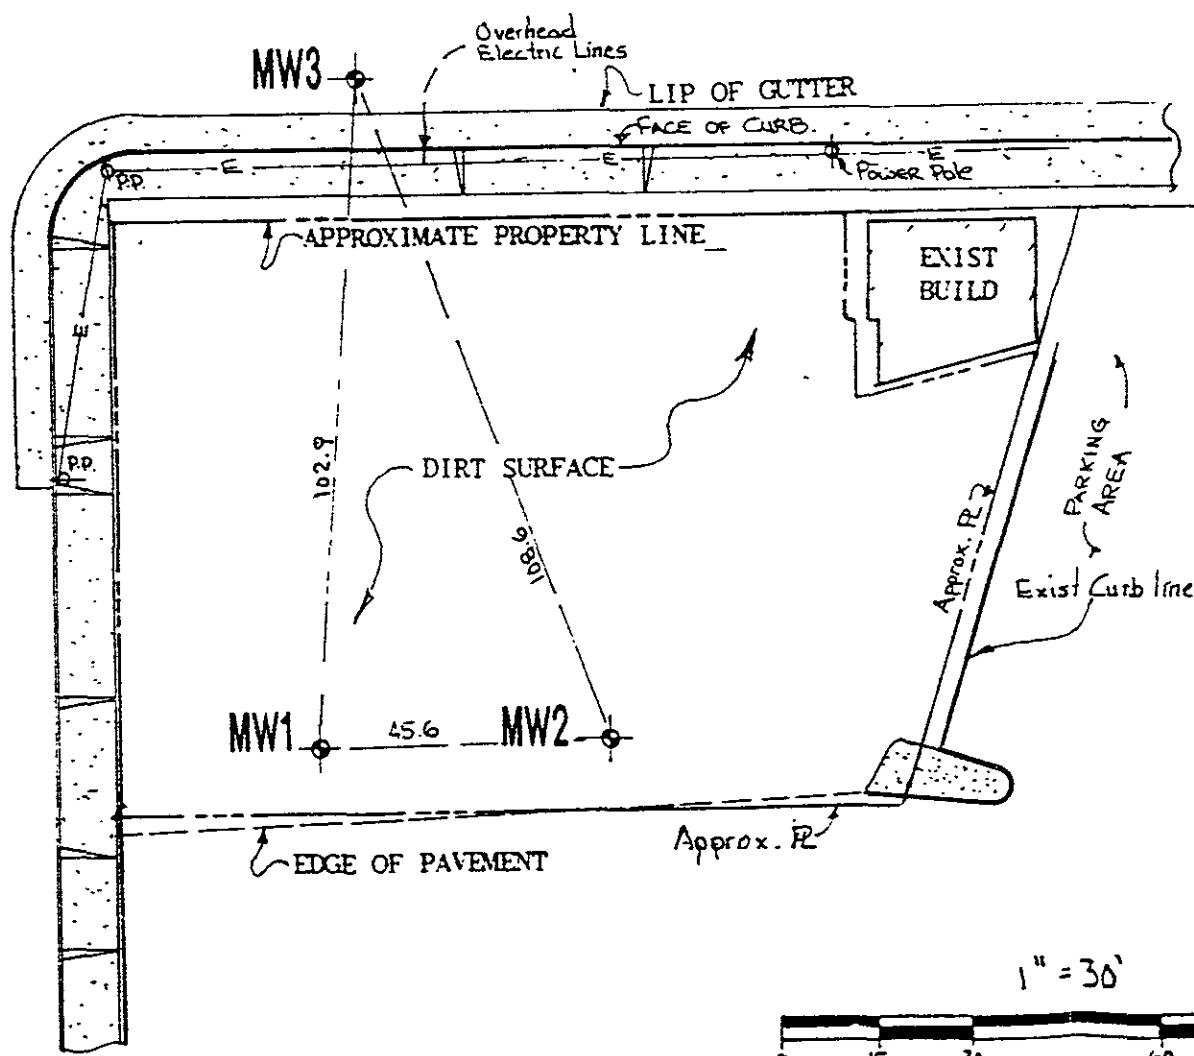 Overhead
Electric Lines
MW3
LIP OF GUTTER
FACE OF CURB.
E
E
E
P.P.
Power Pole
APPROXIMATE PROPERTY LINE
EXIST
BUILD
E
102.9
DIRT SURFACE
108.6
P.P.
PARKING
AREA
Approx. PL
Exist Curb line
MW1
45.6
MW2
Approx. PL
EDGE OF PAVEMENT
1" = 30'
15
30
60